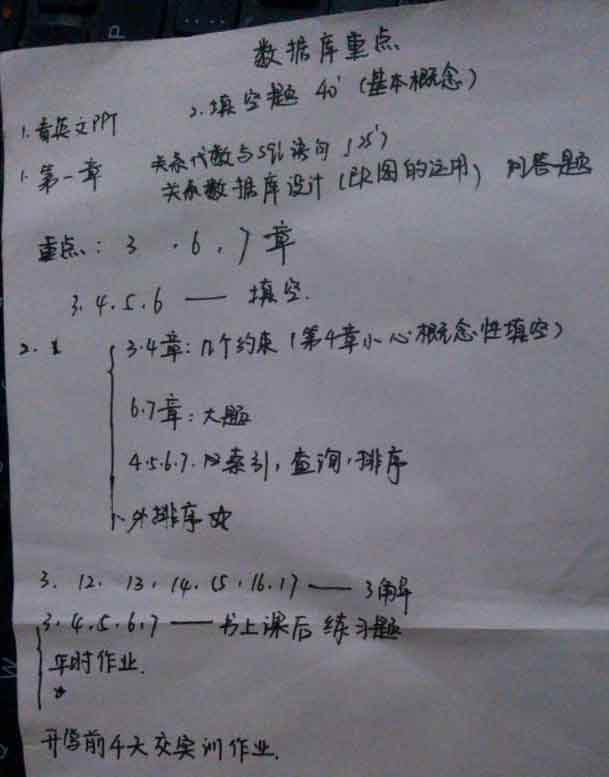 数据库重点
1.看英文PPT 2.填空题 40' (基本概念)
1.第一章 关系代数与sql语句 (25')
关系数据库设计 (ER图的运用) 问答题
重点: 3 .6.7章
3.4.5.6 —— 填空.
2. 3.4章: 几个约束 (第4章小心概念性填空)
6.7章: 大题
4.5.6.7.12索引, 查询, 排序
外排序 ☆
3. 12. 13. 14. 15. 16. 17 ——
3.4.5.6.7 —— 书上课后练习题
平时作业.
☆
开学前4天交实训作业.